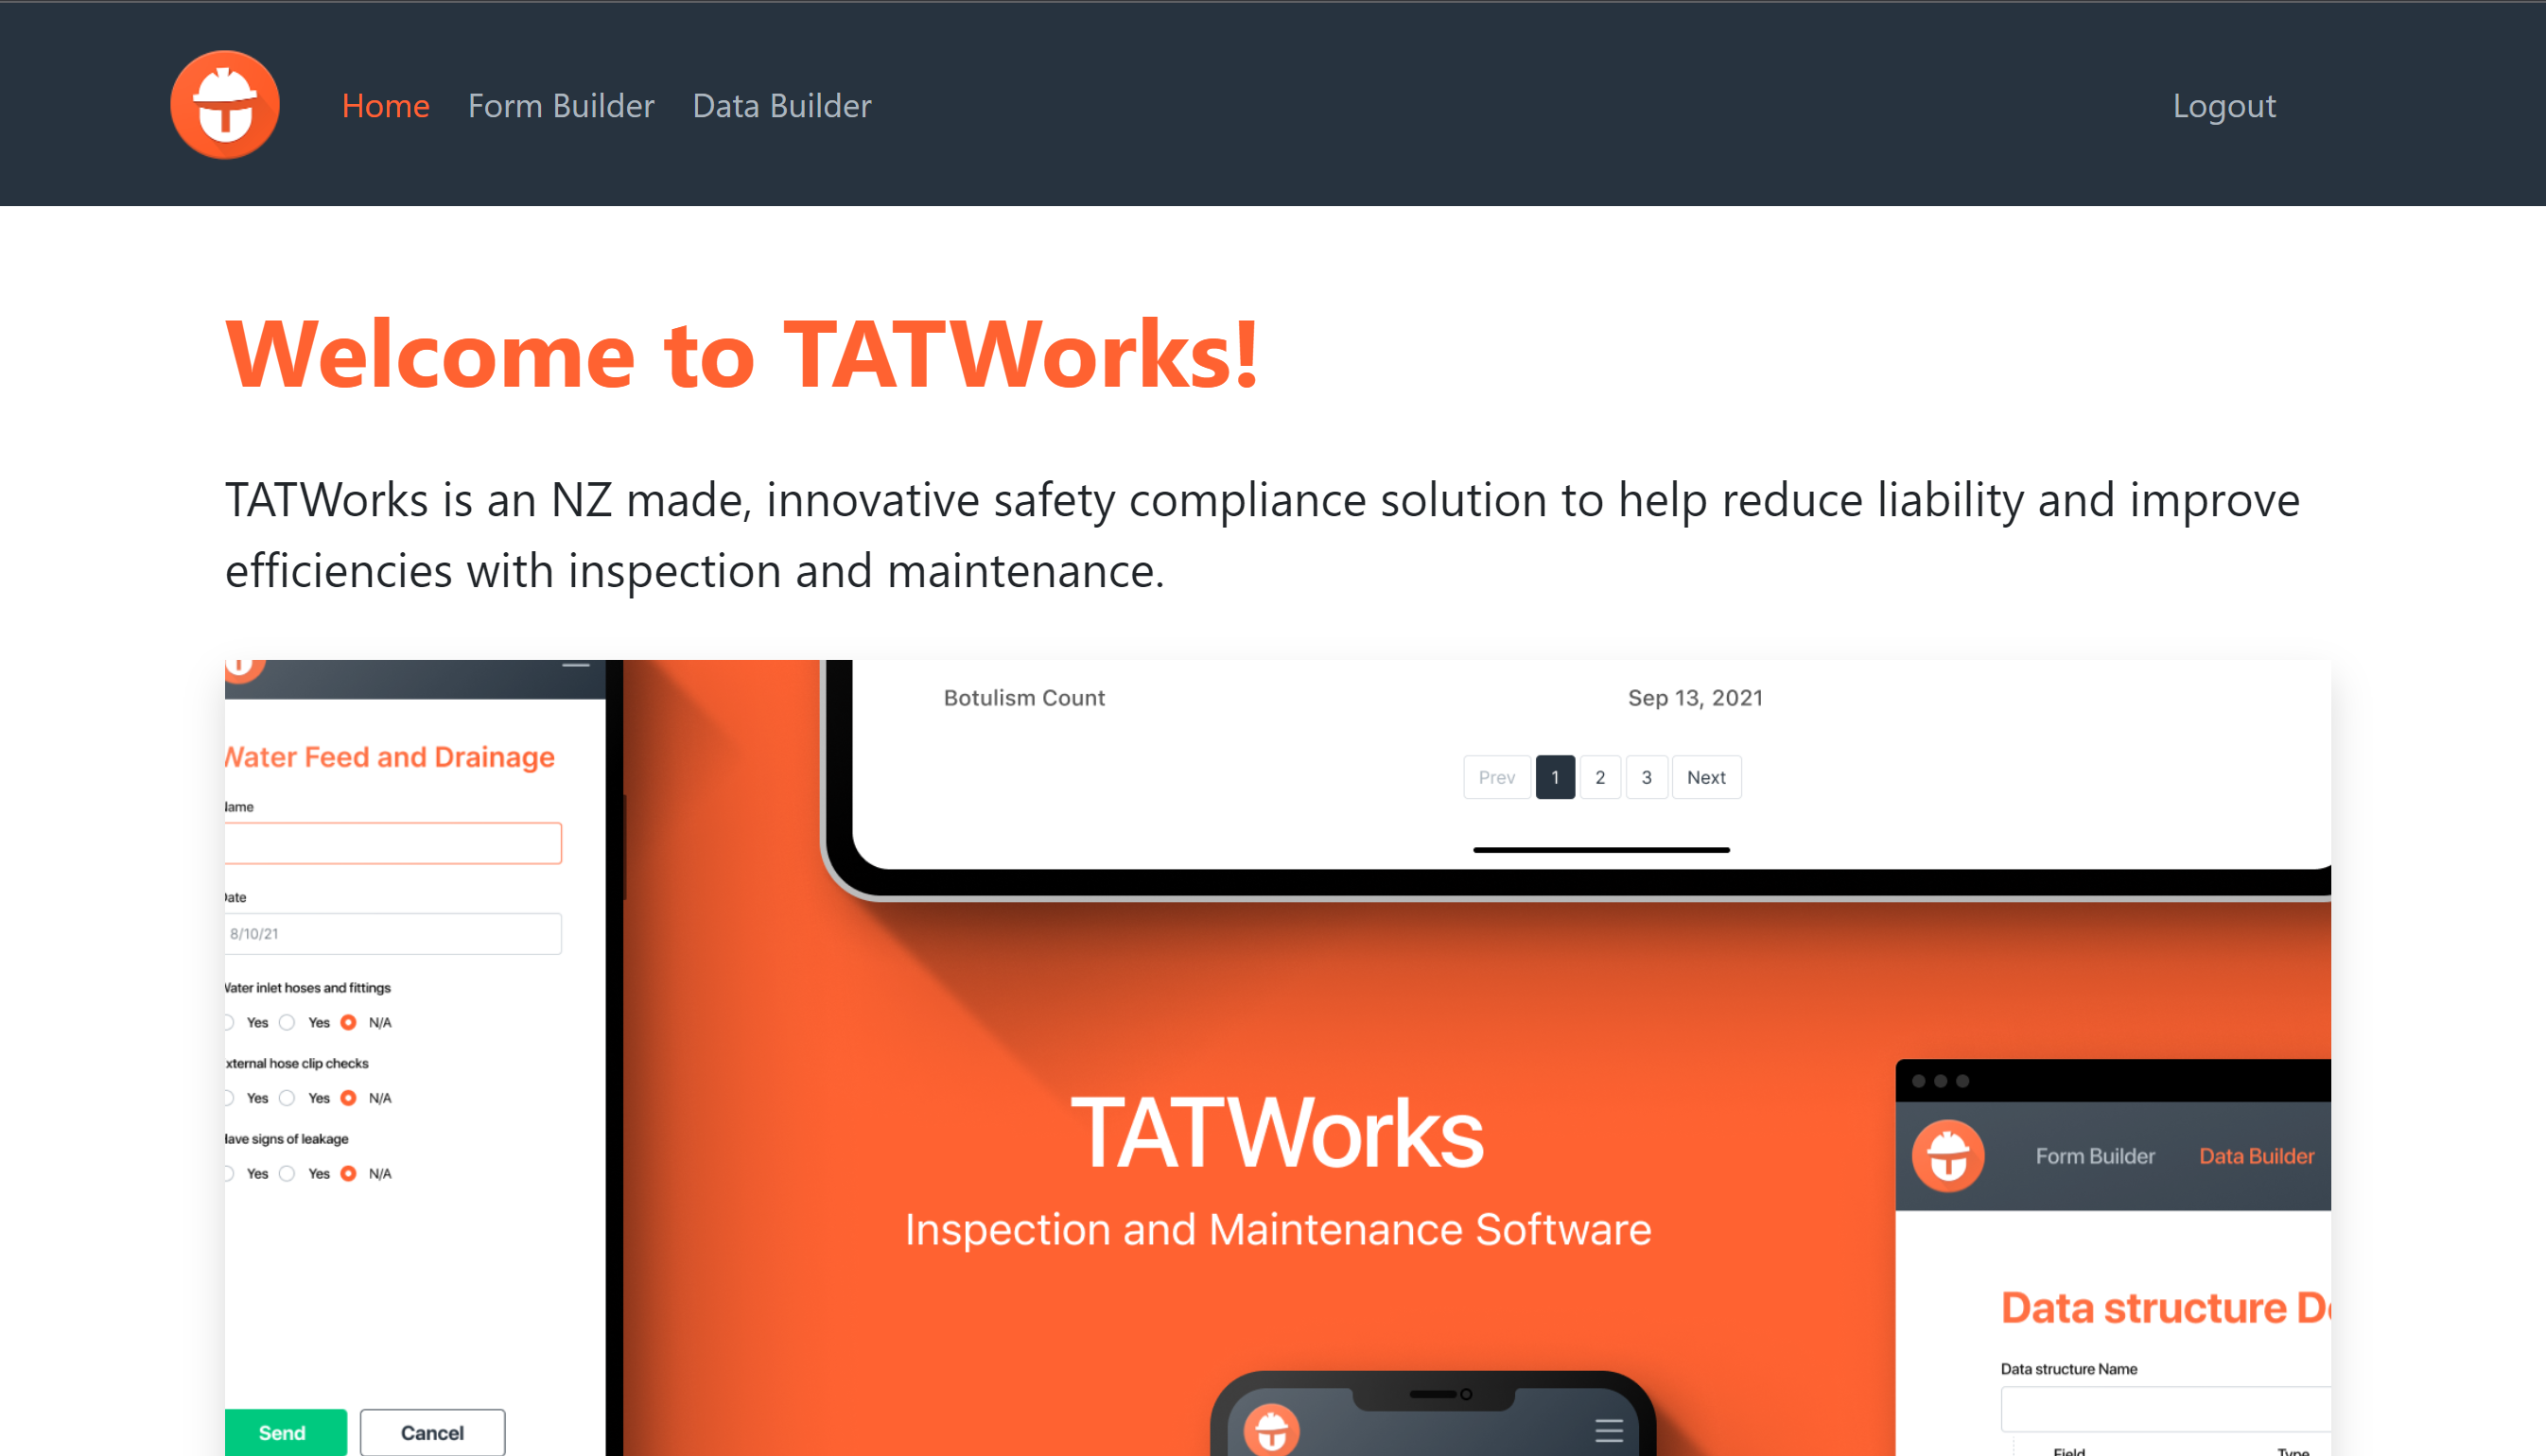 Home Form Builder Data Builder Logout
Welcome to TATWorks!
TATWorks is an NZ made, innovative safety compliance solution to help reduce liability and improve
efficiencies with inspection and maintenance.
Water Feed and Drainage
ame
ate
8/10/21
Water inlet hoses and fittings
Yes Yes N/A
xternal hose clip checks
Yes Yes N/A
ave signs of leakage
Yes Yes N/A
Send Cancel
Botulism Count Sep 13, 2021
Prev 1 2 3 Next
TATWorks
Inspection and Maintenance Software
Form Builder Data Builder
Data structure D
Data structure Name
Field Type